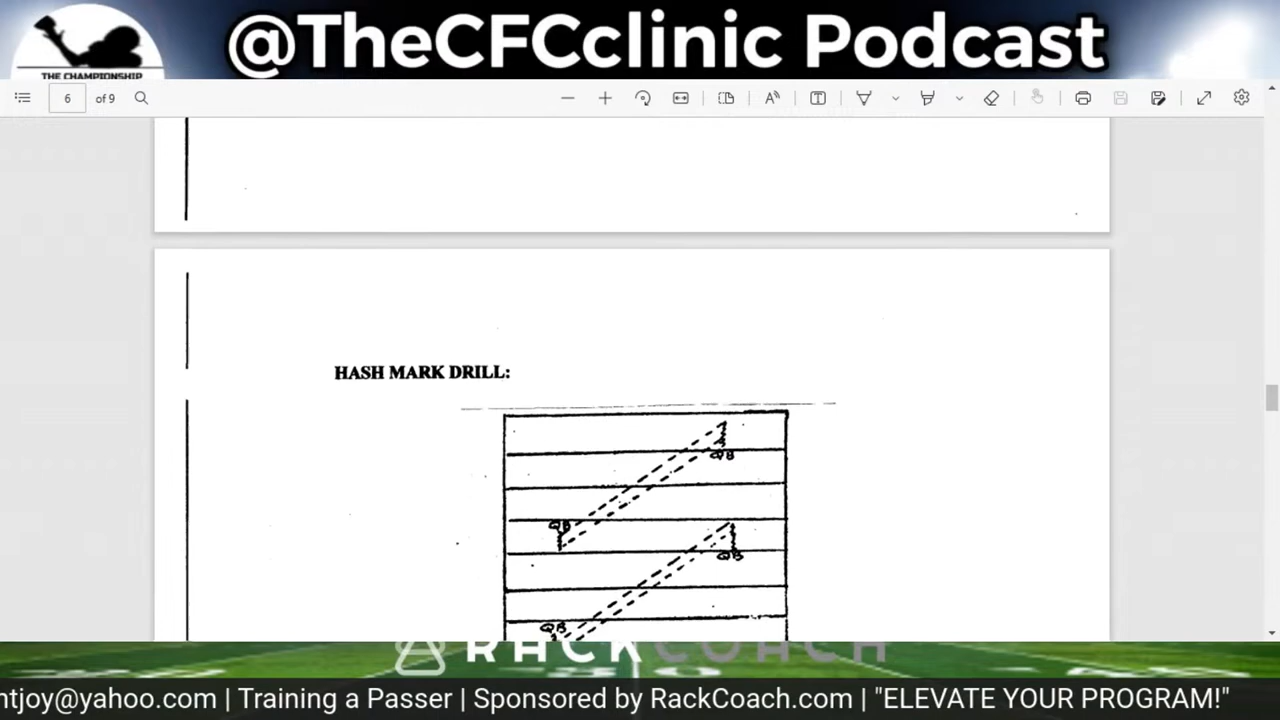 @TheCFCclinic Podcast
THE CHAMPIONSHIP
6 of 9
HASH MARK DRILL:
QB
QB
QB
QB
RACKCOACH
ntjoy@yahoo.com | Training a Passer | Sponsored by RackCoach.com | "ELEVATE YOUR PROGRAM!"